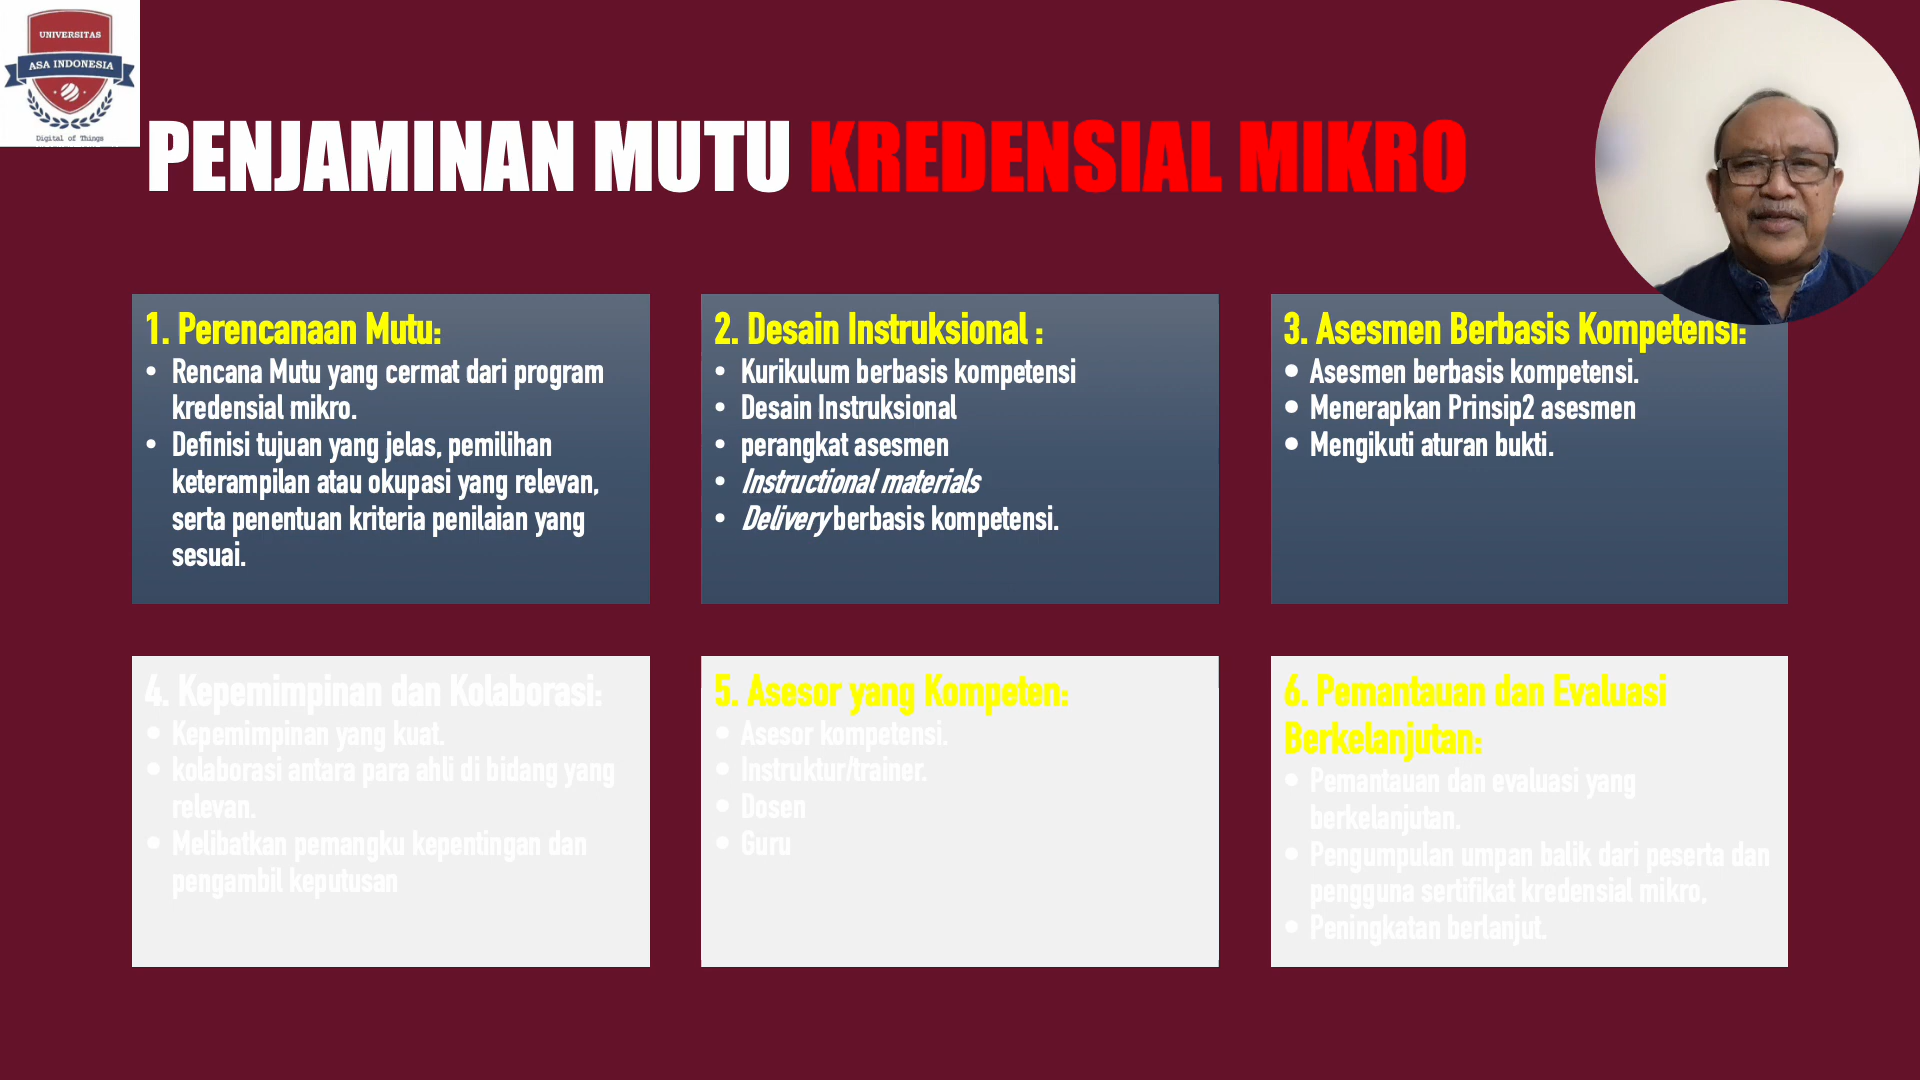 UNIVERSITAS
ASA INDONESIA
Digital of Things
PENJAMINAN MUTU KREDENSIAL MIKRO
1. Perencanaan Mutu:
• Rencana Mutu yang cermat dari program
kredensial mikro.
• Definisi tujuan yang jelas, pemilihan
keterampilan atau okupasi yang relevan,
serta penentuan kriteria penilaian yang
sesuai.
2. Desain Instruksional :
• Kurikulum berbasis kompetensi
• Desain Instruksional
• perangkat asesmen
• Instructional materials
• Delivery berbasis kompetensi.
3. Asesmen Berbasis Kompetensi:
• Asesmen berbasis kompetensi.
• Menerapkan Prinsip2 asesmen
• Mengikuti aturan bukti.
4. Kepemimpinan dan Kolaborasi:
• Kepemimpinan yang kuat.
• kolaborasi antara para ahli di bidang yang
relevan.
• Melibatkan pemangku kepentingan dan
pengambil keputusan
5. Asesor yang Kompeten:
• Asesor kompetensi.
• Instruktur/trainer.
• Dosen
• Guru
6. Pemantauan dan Evaluasi
Berkelanjutan:
• Pemantauan dan evaluasi yang
berkelanjutan.
• Pengumpulan umpan balik dari peserta dan
pengguna sertifikat kredensial mikro,
• Peningkatan berlanjut.